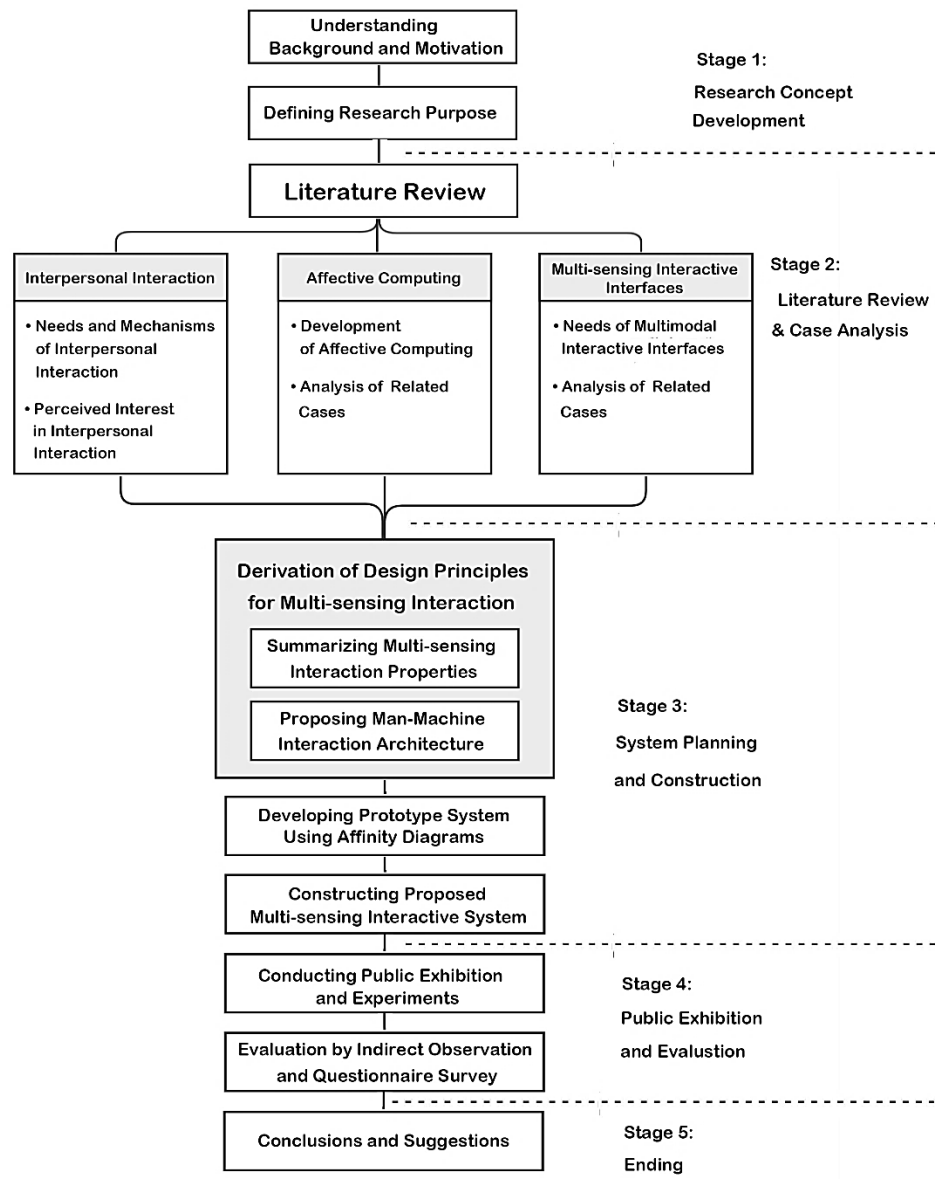 Understanding
Background and Motivation
Stage 1:
Research Concept
Development
Defining Research Purpose
Literature Review
Interpersonal Interaction
• Needs and Mechanisms
of Interpersonal
Interaction
• Perceived Interest
in Interpersonal
Interaction
Affective Computing
• Development
of Affective Computing
• Analysis of Related
Cases
Multi-sensing Interactive
Interfaces
• Needs of Multimodal
Interactive Interfaces
• Analysis of Related
Cases
Stage 2:
Literature Review
& Case Analysis
Derivation of Design Principles
for Multi-sensing Interaction
Summarizing Multi-sensing
Interaction Properties
Proposing Man-Machine
Interaction Architecture
Stage 3:
System Planning
and Construction
Developing Prototype System
Using Affinity Diagrams
Constructing Proposed
Multi-sensing Interactive System
Conducting Public Exhibition
and Experiments
Stage 4:
Public Exhibition
and Evalustion
Evaluation by Indirect Observation
and Questionnaire Survey
Conclusions and Suggestions
Stage 5:
Ending